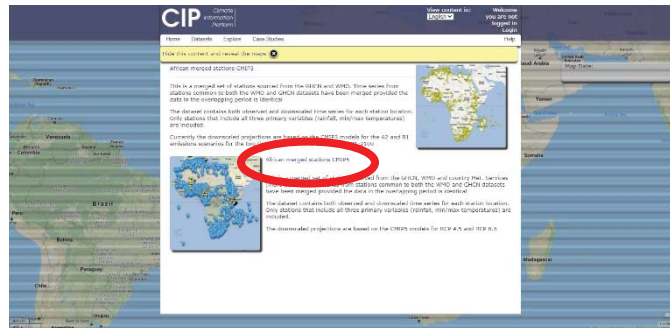 CIP Climate Information Platform
View content in:
English
Welcome
you are not
logged in
Login
Home Datasets Explore Case Studies Help
Hide this content and reveal the maps
Map Data:
African merged stations CMIP3
This is a merged set of stations sourced from the GHCN and WMO. Time series from
stations common to both the WMO and GHCN datasets have been merged provided the
data in the overlapping period is identical
The dataset contains both observed and downscaled time series for each station location.
Only stations that include all three primary variables (rainfall, min/max temperatures)
are included.
Currently the downscaled projections are based on the CMIP3 models for the A2 and B1
emissions scenarios for the
African merged stations CMIP5
merged set of from the GHCN, WMO and country Met. Services
from stations common to both the WMO and GHCN datasets
have been merged provided the data in the overlapping period is identical
The dataset contains both observed and downscaled time series for each station location.
Only stations that include all three primary variables (rainfall, min/max temperatures) are
included.
The downscaled projections are based on the CMIP5 models for RCP 4.5 and RCP 8.5
Venezuela
Colombia
Brazil
Peru
Bolivia
Paraguay
Chile
Uruguay
Saudi Arabia
Yemen
Somalia
Madagascar